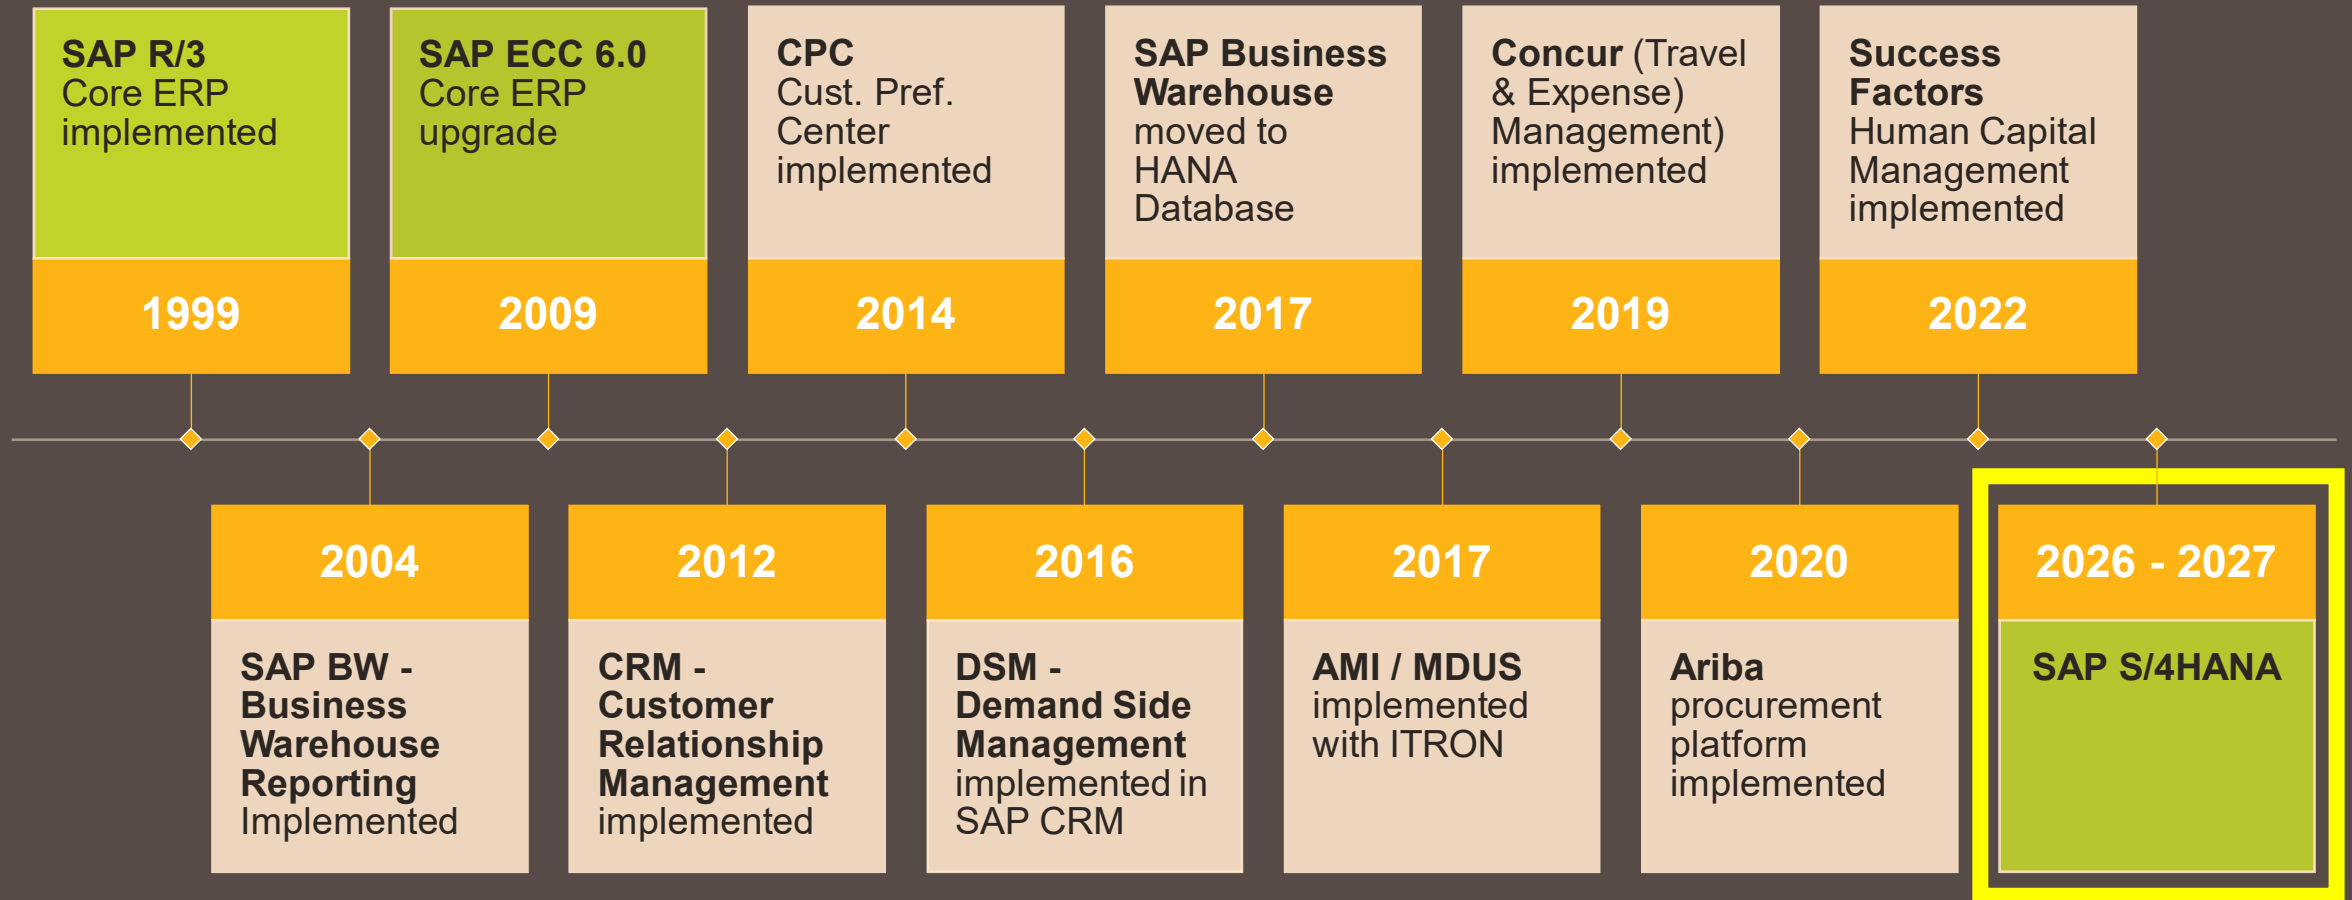 SAP R/3
Core ERP
implemented
1999
SAP ECC 6.0
Core ERP
upgrade
2009
CPC
Cust. Pref.
Center
implemented
2014
SAP Business
Warehouse
moved to
HANA
Database
2017
Concur (Travel
& Expense)
Management)
implemented
2019
Success
Factors
Human Capital
Management
implemented
2022
2004
SAP BW -
Business
Warehouse
Reporting
Implemented
2012
CRM -
Customer
Relationship
Management
implemented
2016
DSM -
Demand Side
Management
implemented in
SAP CRM
2017
AMI / MDUS
implemented
with ITRON
2020
Ariba
procurement
platform
implemented
2026 - 2027
SAP S/4HANA